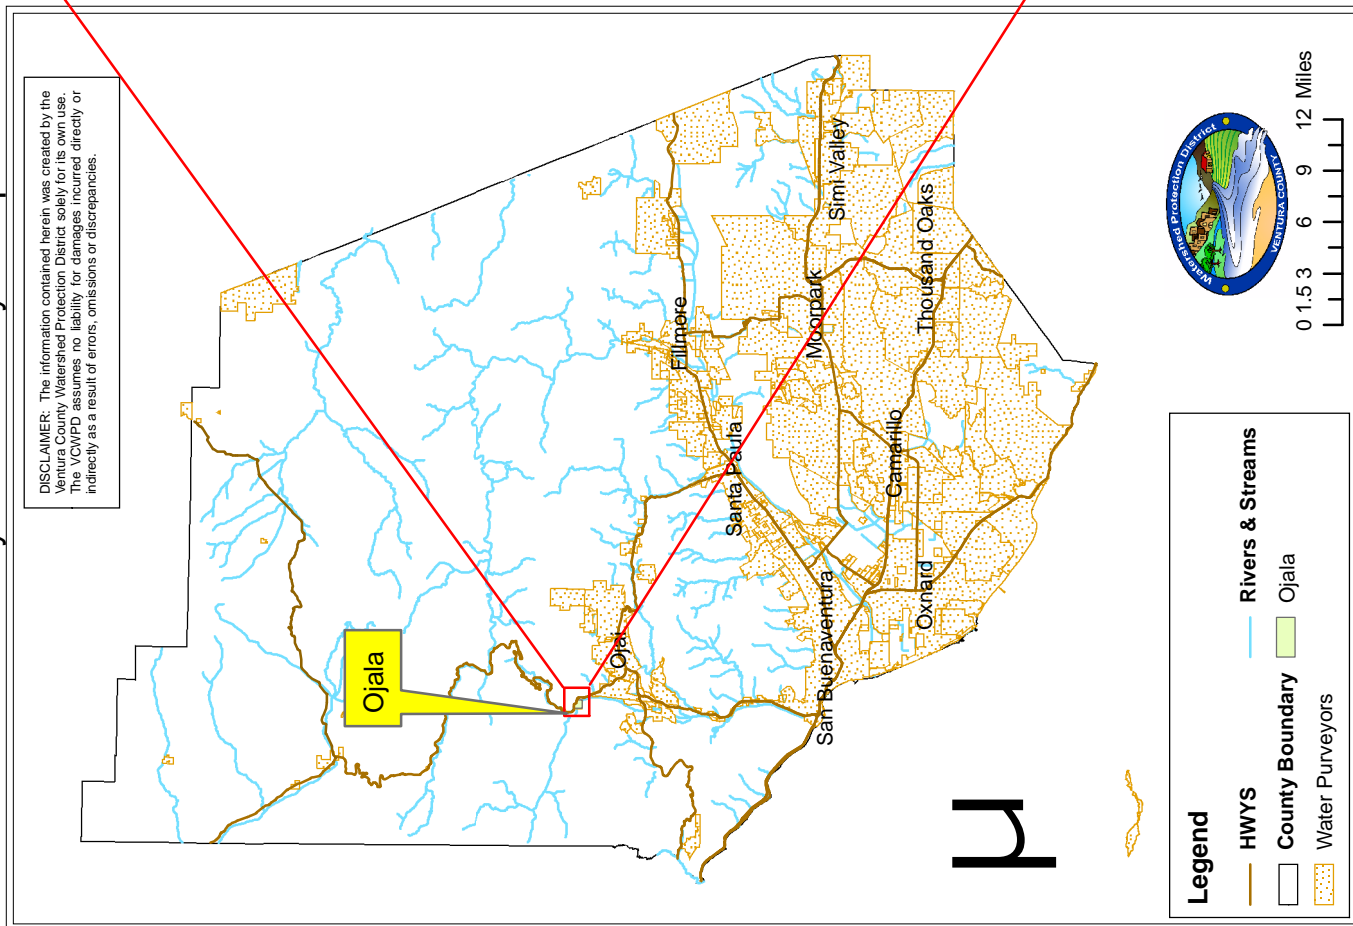 DISCLAIMER: The information contained herein was created by the
Ventura County Watershed Protection District solely for its own use.
The VCWPD assumes no liability for damages incurred directly or
indirectly as a result of errors, omissions or discrepancies.
Ojala
Ojai
Fillmore
Santa Paula
Simi Valley
Moorpark
Thousand Oaks
Camarillo
San Buenaventura
Oxnard
µ
Watershed Protection District
VENTURA COUNTY
0 1.5 3 6 9 12 Miles
Legend
HWYS
Rivers & Streams
County Boundary
Ojala
Water Purveyors